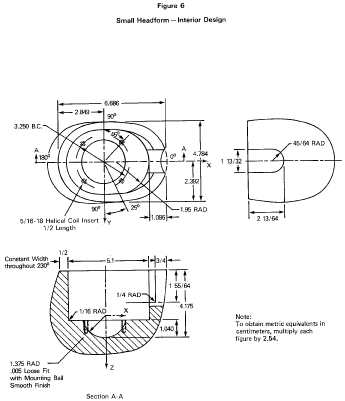 Figure 6
Small Headform — Interior Design
6.686
2.849
90°
3.250 B.C.
45°
A
180°
A
0°
X
4.784
2.392
1.95 RAD
25°
90°
Y
1.086
5/16-18 Helical Coil Insert
1/2 Length
45/64 RAD
1 13/32
2 13/64
1/2
Constant Width
throughout 230°
5.1
3/4
1/4 RAD
1 55/64
4.175
1/16 RAD
X
1.040
Z
1.375 RAD
.005 Loose Fit
with Mounting Ball
Smooth Finish
Section A-A
Note:
To obtain metric equivalents in
centimeters, multiply each
figure by 2.54.